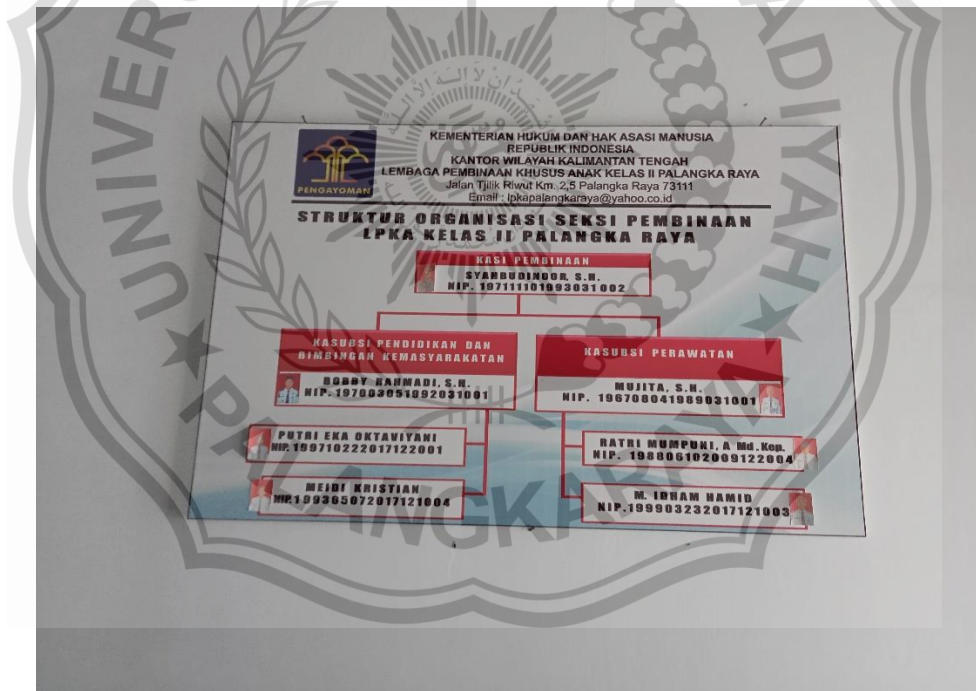 KEMENTERIAN HUKUM DAN HAK ASASI MANUSIA
REPUBLIK INDONESIA
KANTOR WILAYAH KALIMANTAN TENGAH
LEMBAGA PEMBINAAN KHUSUS ANAK KELAS II PALANGKA RAYA
Jalan Tjilik Riwut Km. 2,5 Palangka Raya 73111
Email : lpkapalangkaraya@yahoo.co.id
PENGAYOMAN
STRUKTUR ORGANISASI SEKSI PEMBINAAN
LPKA KELAS II PALANGKA RAYA
KASI PEMBINAAN
SYAHBUDINOOR, S.H.
NIP. 197111101993031002
KASUBSI PENDIDIKAN DAN
BIMBINGAN KEMASYARAKATAN
BOBBY RAHMADI, S.H.
NIP. 197003051992031001
PUTRI EKA OKTAVIYANI
NIP. 199710222017122001
MEIDI KRISTIAN
NIP. 199305072017121004
KASUBSI PERAWATAN
MUJITA, S.H.
NIP. 196708041989031001
RATRI MUMPUNI, A Md. Kep.
NIP. 198806102009122004
M. IDHAM HAMID
NIP. 199903232017121003
PALANGKARAYA